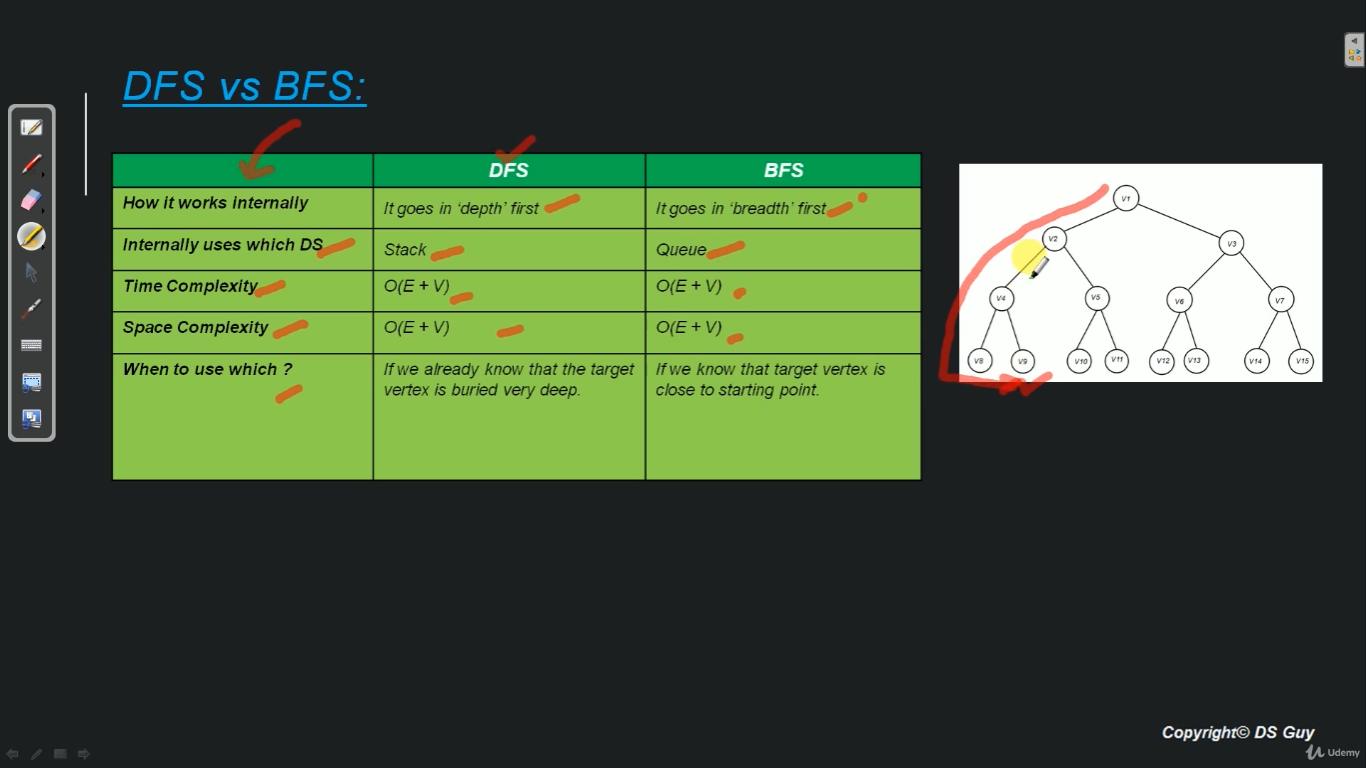 DFS vs BFS:
DFS
BFS
How it works internally
It goes in ‘depth’ first
It goes in ‘breadth’ first
Internally uses which DS
Stack
Queue
Time Complexity
O(E + V)
O(E + V)
Space Complexity
O(E + V)
O(E + V)
When to use which ?
If we already know that the target
vertex is buried very deep.
If we know that target vertex is
close to starting point.
V1
V2
V3
V4
V5
V6
V7
V8
V9
V10
V11
V12
V13
V14
V15
Copyright© DS Guy
Udemy